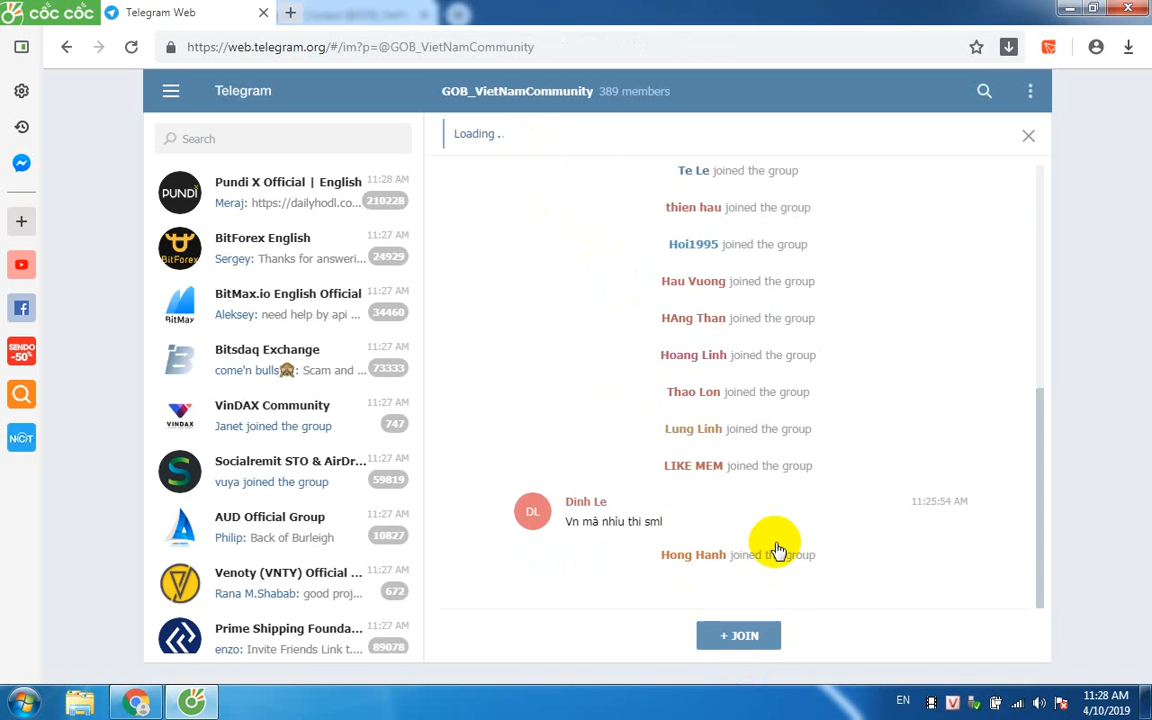 cốc cốc
Telegram Web
https://web.telegram.org/#/im?p=@GOB_VietNamCommunity
Telegram
GOB_VietNamCommunity 389 members
Search
Loading ..
PUNDI
Pundi X Official | English 11:28 AM
Meraj: https://dailyhodl.co... 210228
BitForex
BitForex English 11:27 AM
Sergey: Thanks for answeri... 24929
BitMax
BitMax.io English Official 11:27 AM
Aleksey: need help by api ... 34460
Bitsdaq Exchange 11:27 AM
come'n bulls🙈: Scam and ... 73333
VINDAX
VinDAX Community 11:27 AM
Janet joined the group 747
Socialremit STO & AirDr... 11:27 AM
vuya joined the group 59819
AUD Official Group 11:27 AM
Philip: Back of Burleigh 10827
Venoty (VNTY) Official ... 11:27 AM
Rana M.Shabab: good proj... 672
Prime Shipping Founda... 11:27 AM
enzo: Invite Friends Link t.... 89078
Te Le joined the group
thien hau joined the group
Hoi1995 joined the group
Hau Vuong joined the group
HAng Than joined the group
Hoang Linh joined the group
Thao Lon joined the group
Lung Linh joined the group
LIKE MEM joined the group
DL
Dinh Le 11:25:54 AM
Vn mà nhìu thi sml
Hong Hanh joined the group
+ JOIN
SENDO
-50%
NCT
EN
V
11:28 AM
4/10/2019